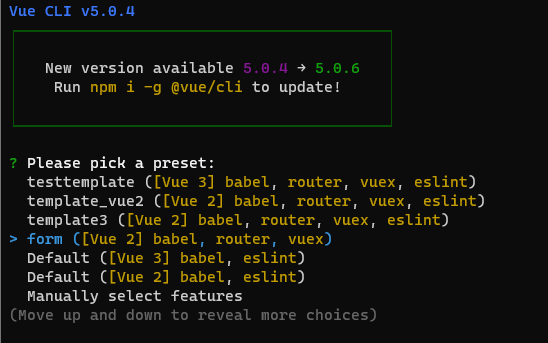 Vue CLI v5.0.4
New version available 5.0.4 → 5.0.6
Run npm i -g @vue/cli to update!
? Please pick a preset:
testtemplate ([Vue 3] babel, router, vuex, eslint)
template_vue2 ([Vue 2] babel, router, vuex, eslint)
template3 ([Vue 2] babel, router, vuex, eslint)
> form ([Vue 2] babel, router, vuex)
Default ([Vue 3] babel, eslint)
Default ([Vue 2] babel, eslint)
Manually select features
(Move up and down to reveal more choices)